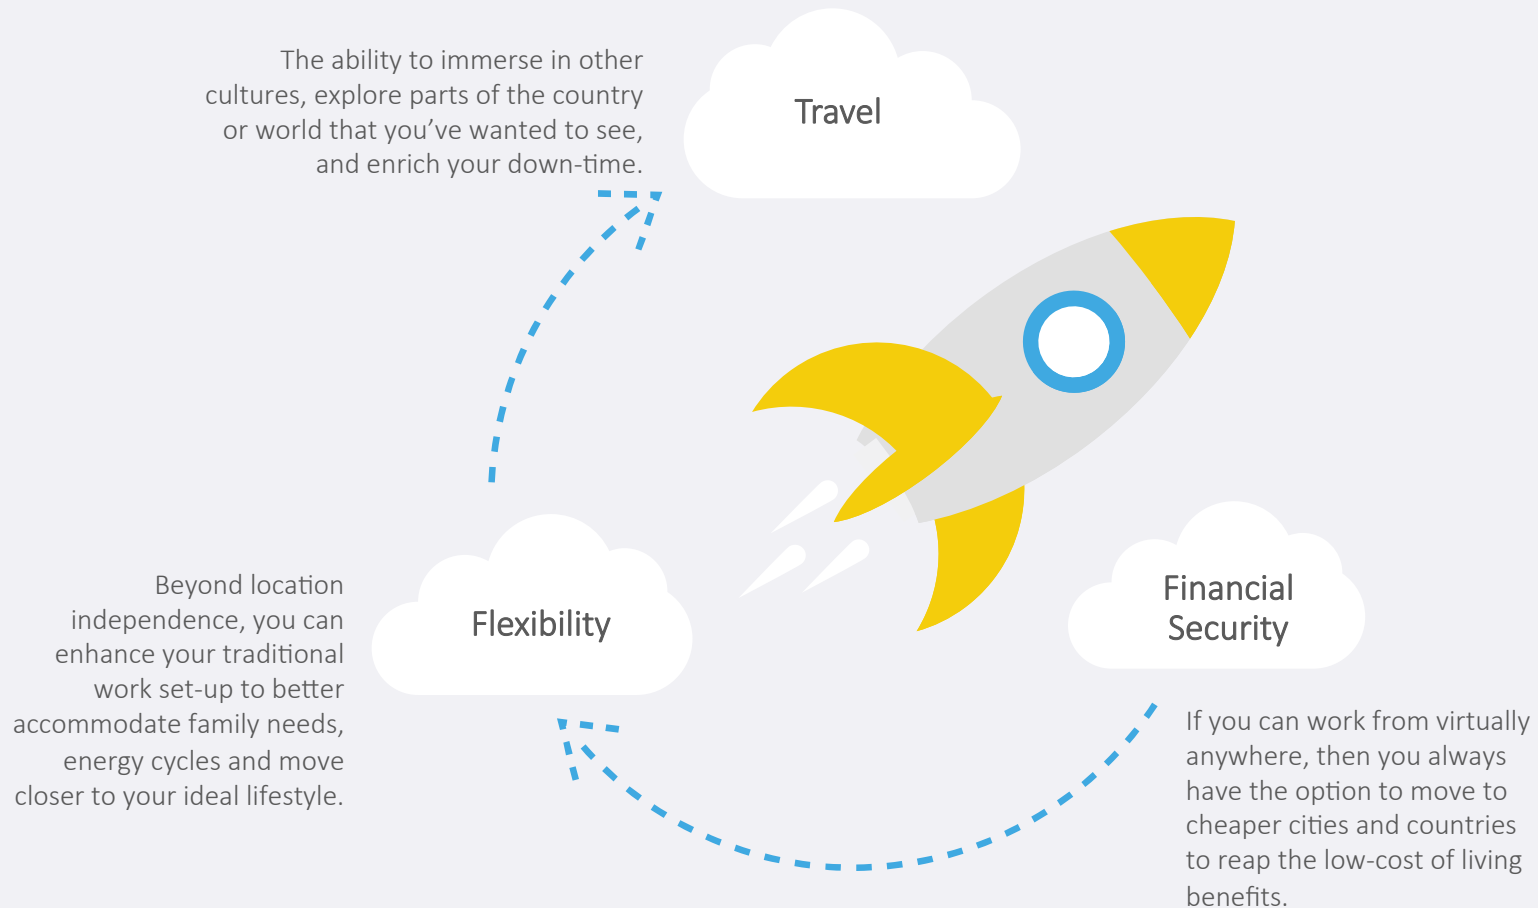 The ability to immerse in other
cultures, explore parts of the country
or world that you’ve wanted to see,
and enrich your down-time.
Travel
Beyond location
independence, you can
enhance your traditional
work set-up to better
accommodate family needs,
energy cycles and move
closer to your ideal lifestyle.
Flexibility
Financial
Security
If you can work from virtually
anywhere, then you always
have the option to move to
cheaper cities and countries
to reap the low-cost of living
benefits.